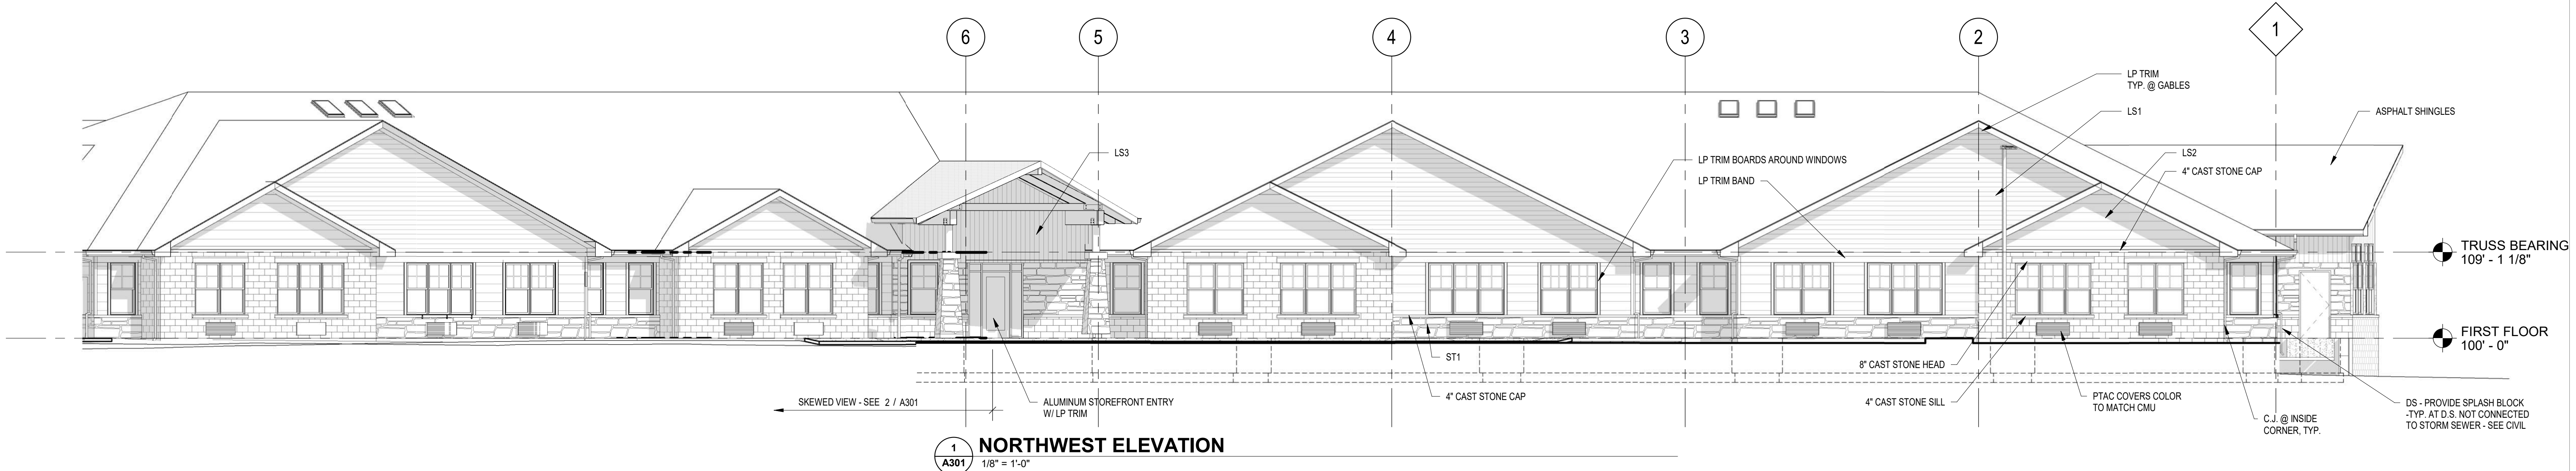 6
5
4
3
2
1
LP TRIM
TYP. @ GABLES
LS1
ASPHALT SHINGLES
LS3
LS2
LP TRIM BOARDS AROUND WINDOWS
4" CAST STONE CAP
LP TRIM BAND
TRUSS BEARING
109' - 1 1/8"
FIRST FLOOR
100' - 0"
ST1
8" CAST STONE HEAD
4" CAST STONE CAP
4" CAST STONE SILL
PTAC COVERS COLOR
TO MATCH CMU
SKEWED VIEW - SEE 2 / A301
ALUMINUM STOREFRONT ENTRY
W/ LP TRIM
C.J. @ INSIDE
CORNER, TYP.
DS - PROVIDE SPLASH BLOCK
-TYP. AT D.S. NOT CONNECTED
TO STORM SEWER - SEE CIVIL
1
A301
NORTHWEST ELEVATION
1/8" = 1'-0"